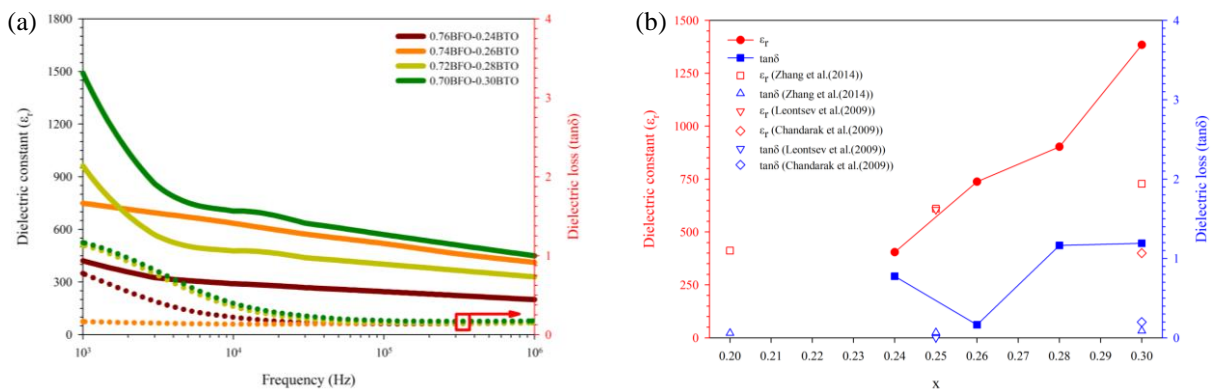 (a)
1800
1500
1200
900
600
300
0
Dielectric constant (εr)
4
3
2
1
0
Dielectric loss (tanδ)
0.76BFO-0.24BTO
0.74BFO-0.26BTO
0.72BFO-0.28BTO
0.70BFO-0.30BTO
10³ 10⁴ 10⁵ 10⁶
Frequency (Hz)
(b)
1500
1250
1000
750
500
250
0
Dielectric constant (εr)
4
3
2
1
0
Dielectric loss (tanδ)
εr
tanδ
εr (Zhang et al.(2014))
tanδ (Zhang et al.(2014))
εr (Leontsev et al.(2009))
εr (Chandarak et al.(2009))
tanδ (Leontsev et al.(2009))
tanδ (Chandarak et al.(2009))
0.20 0.21 0.22 0.23 0.24 0.25 0.26 0.27 0.28 0.29 0.30
x